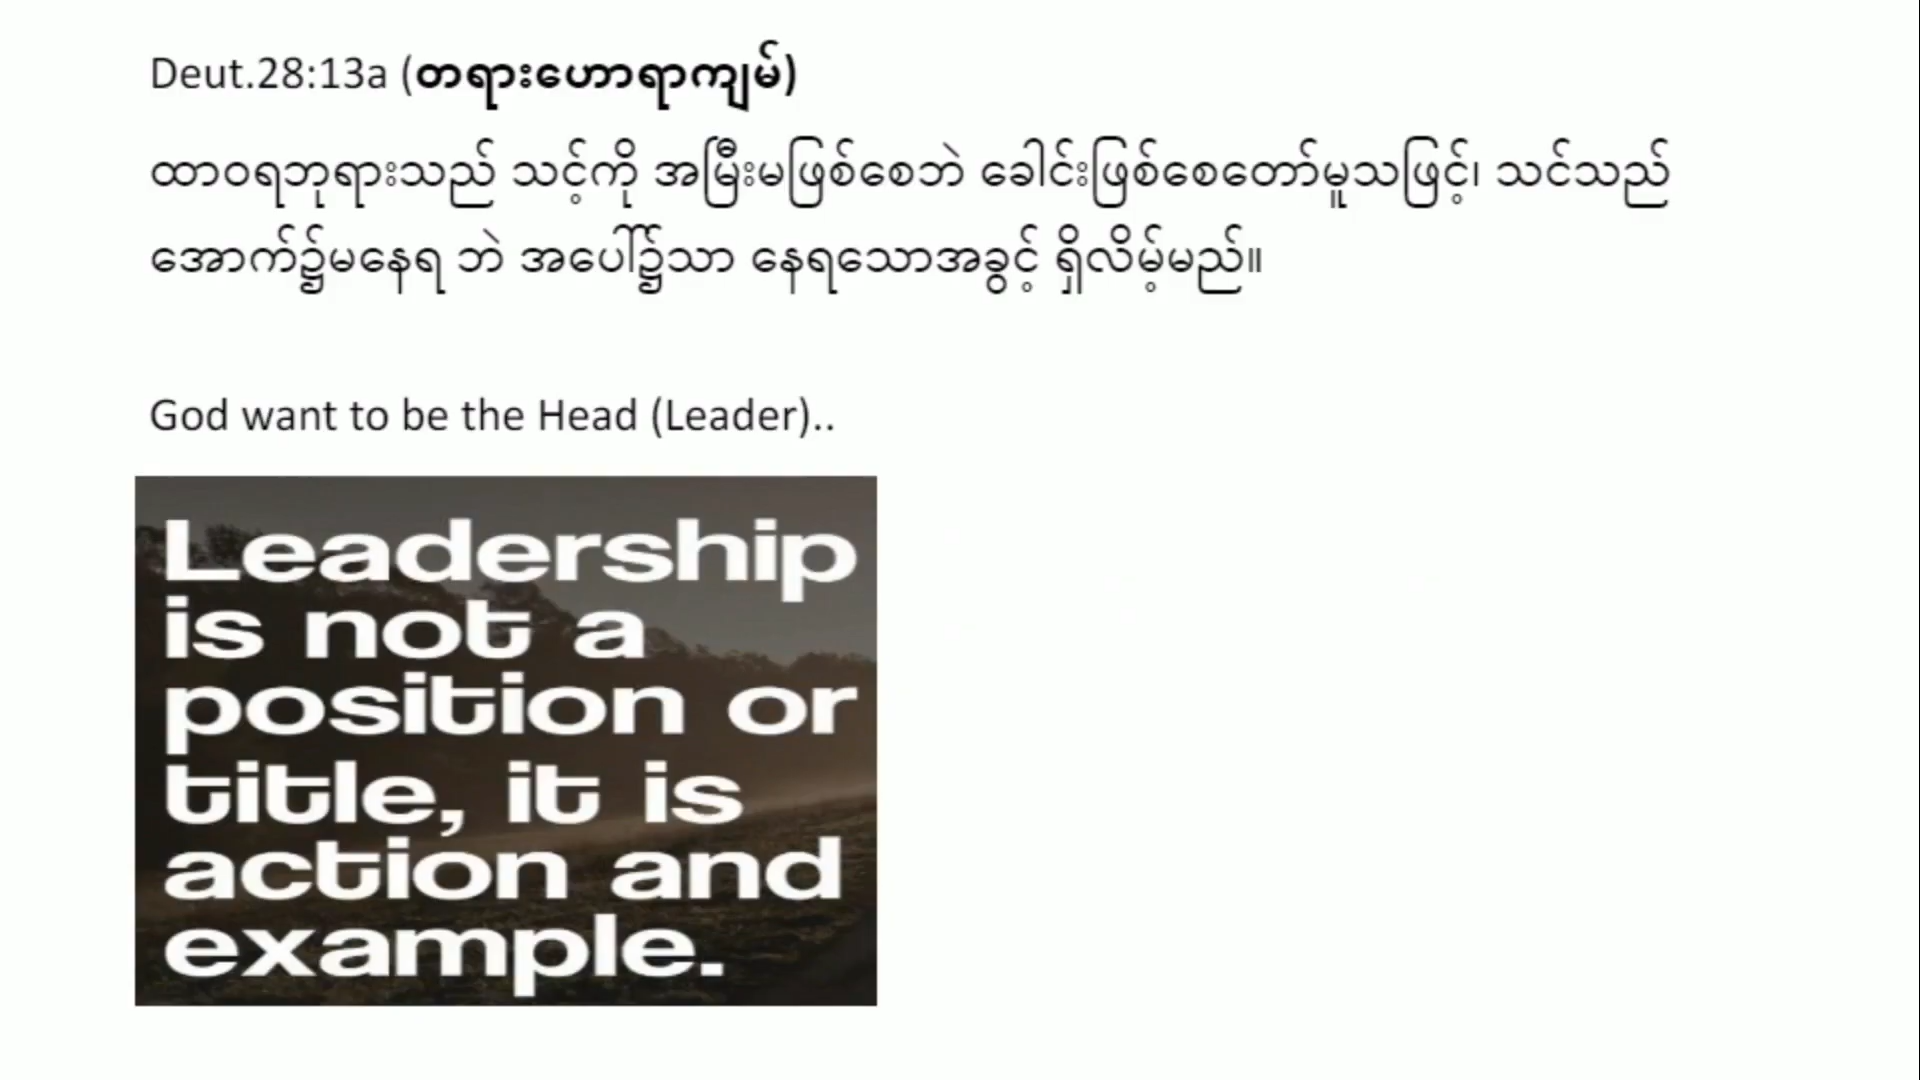 Deut.28:13a (တရားဟောရာကျမ်)
ထာဝရဘုရားသည် သင့်ကို အမြီးမဖြစ်စေဘဲ ခေါင်းဖြစ်စေတော်မူသဖြင့်၊ သင်သည်
အောက်၌မနေရ ဘဲ အပေါ်၌သာ နေရသောအခွင့် ရှိလိမ့်မည်။
God want to be the Head (Leader)..
Leadership
is not a
position or
title, it is
action and
example.